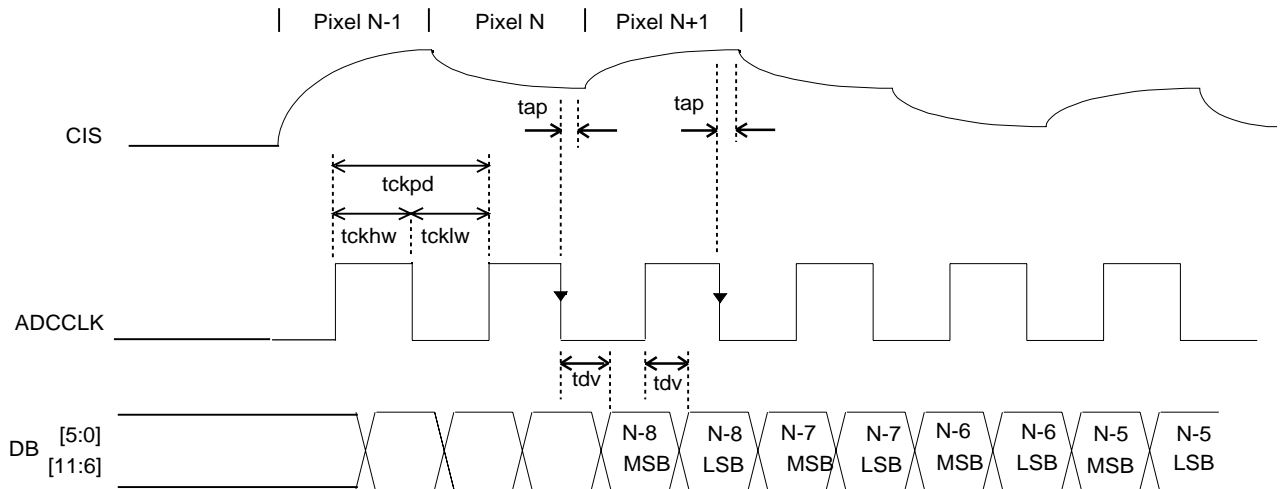 Pixel N-1 Pixel N Pixel N+1
tap tap
CIS
tckpd
tckhw tcklw
ADCCLK
tdv tdv
DB [5:0]
[11:6]
N-8 MSB
N-8 LSB
N-7 MSB
N-7 LSB
N-6 MSB
N-6 LSB
N-5 MSB
N-5 LSB